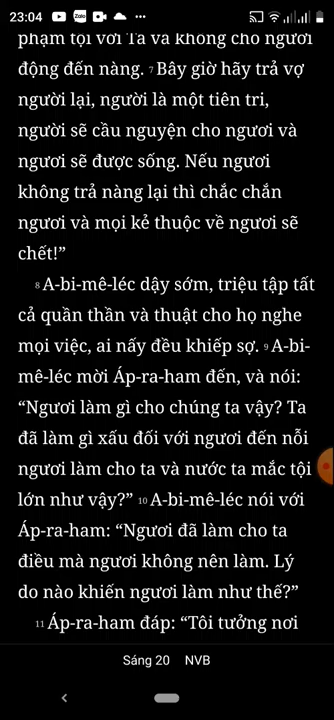 23:04
phạm tội với Ta và không cho ngươi
động đến nàng. 7 Bây giờ hãy trả vợ
người lại, người là một tiên tri,
người sẽ cầu nguyện cho ngươi và
ngươi sẽ được sống. Nếu ngươi
không trả nàng lại thì chắc chắn
ngươi và mọi kẻ thuộc về ngươi sẽ
chết!”
8 A-bi-mê-léc dậy sớm, triệu tập tất
cả quần thần và thuật cho họ nghe
mọi việc, ai nấy đều khiếp sợ. 9 A-bi-
mê-léc mời Áp-ra-ham đến, và nói:
“Ngươi làm gì cho chúng ta vậy? Ta
đã làm gì xấu đối với ngươi đến nỗi
ngươi làm cho ta và nước ta mắc tội
lớn như vậy?” 10 A-bi-mê-léc nói với
Áp-ra-ham: “Ngươi đã làm cho ta
điều mà ngươi không nên làm. Lý
do nào khiến ngươi làm như thế?”
11 Áp-ra-ham đáp: “Tôi tưởng nơi
Sáng 20 NVB